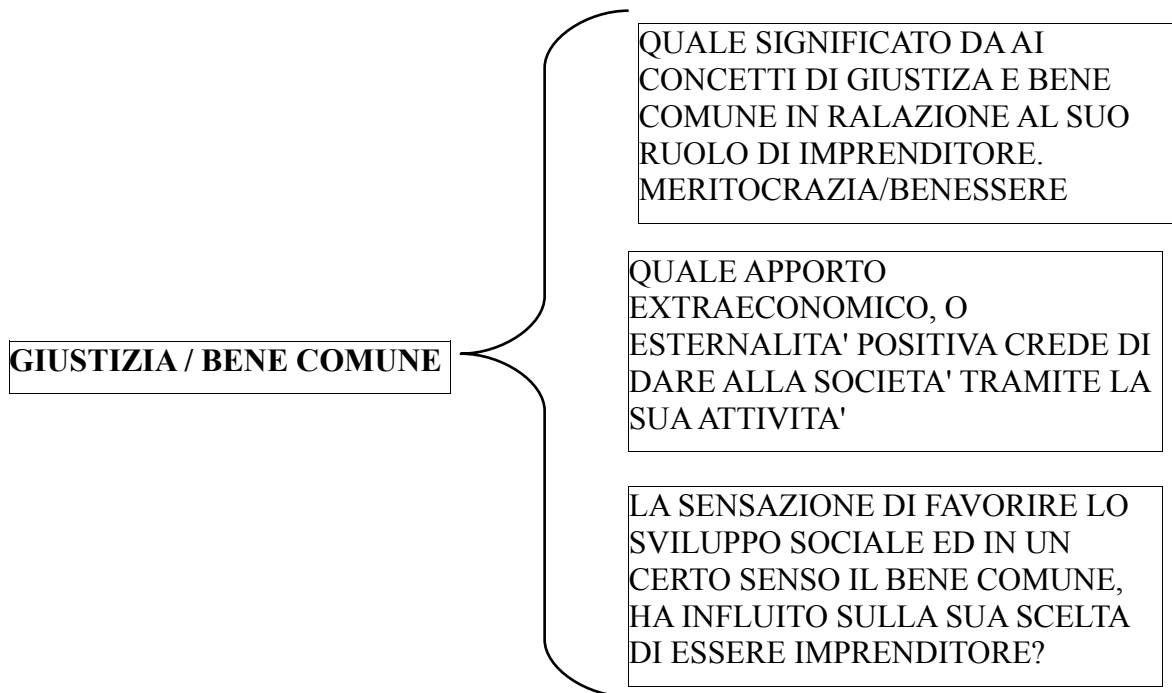 GIUSTIZIA / BENE COMUNE
QUALE SIGNIFICATO DA AI
CONCETTI DI GIUSTIZA E BENE
COMUNE IN RALAZIONE AL SUO
RUOLO DI IMPRENDITORE.
MERITOCRAZIA/BENESSERE
QUALE APPORTO
EXTRAECONOMICO, O
ESTERNALITA' POSITIVA CREDE DI
DARE ALLA SOCIETA' TRAMITE LA
SUA ATTIVITA'
LA SENSAZIONE DI FAVORIRE LO
SVILUPPO SOCIALE ED IN UN
CERTO SENSO IL BENE COMUNE,
HA INFLUITO SULLA SUA SCELTA
DI ESSERE IMPRENDITORE?